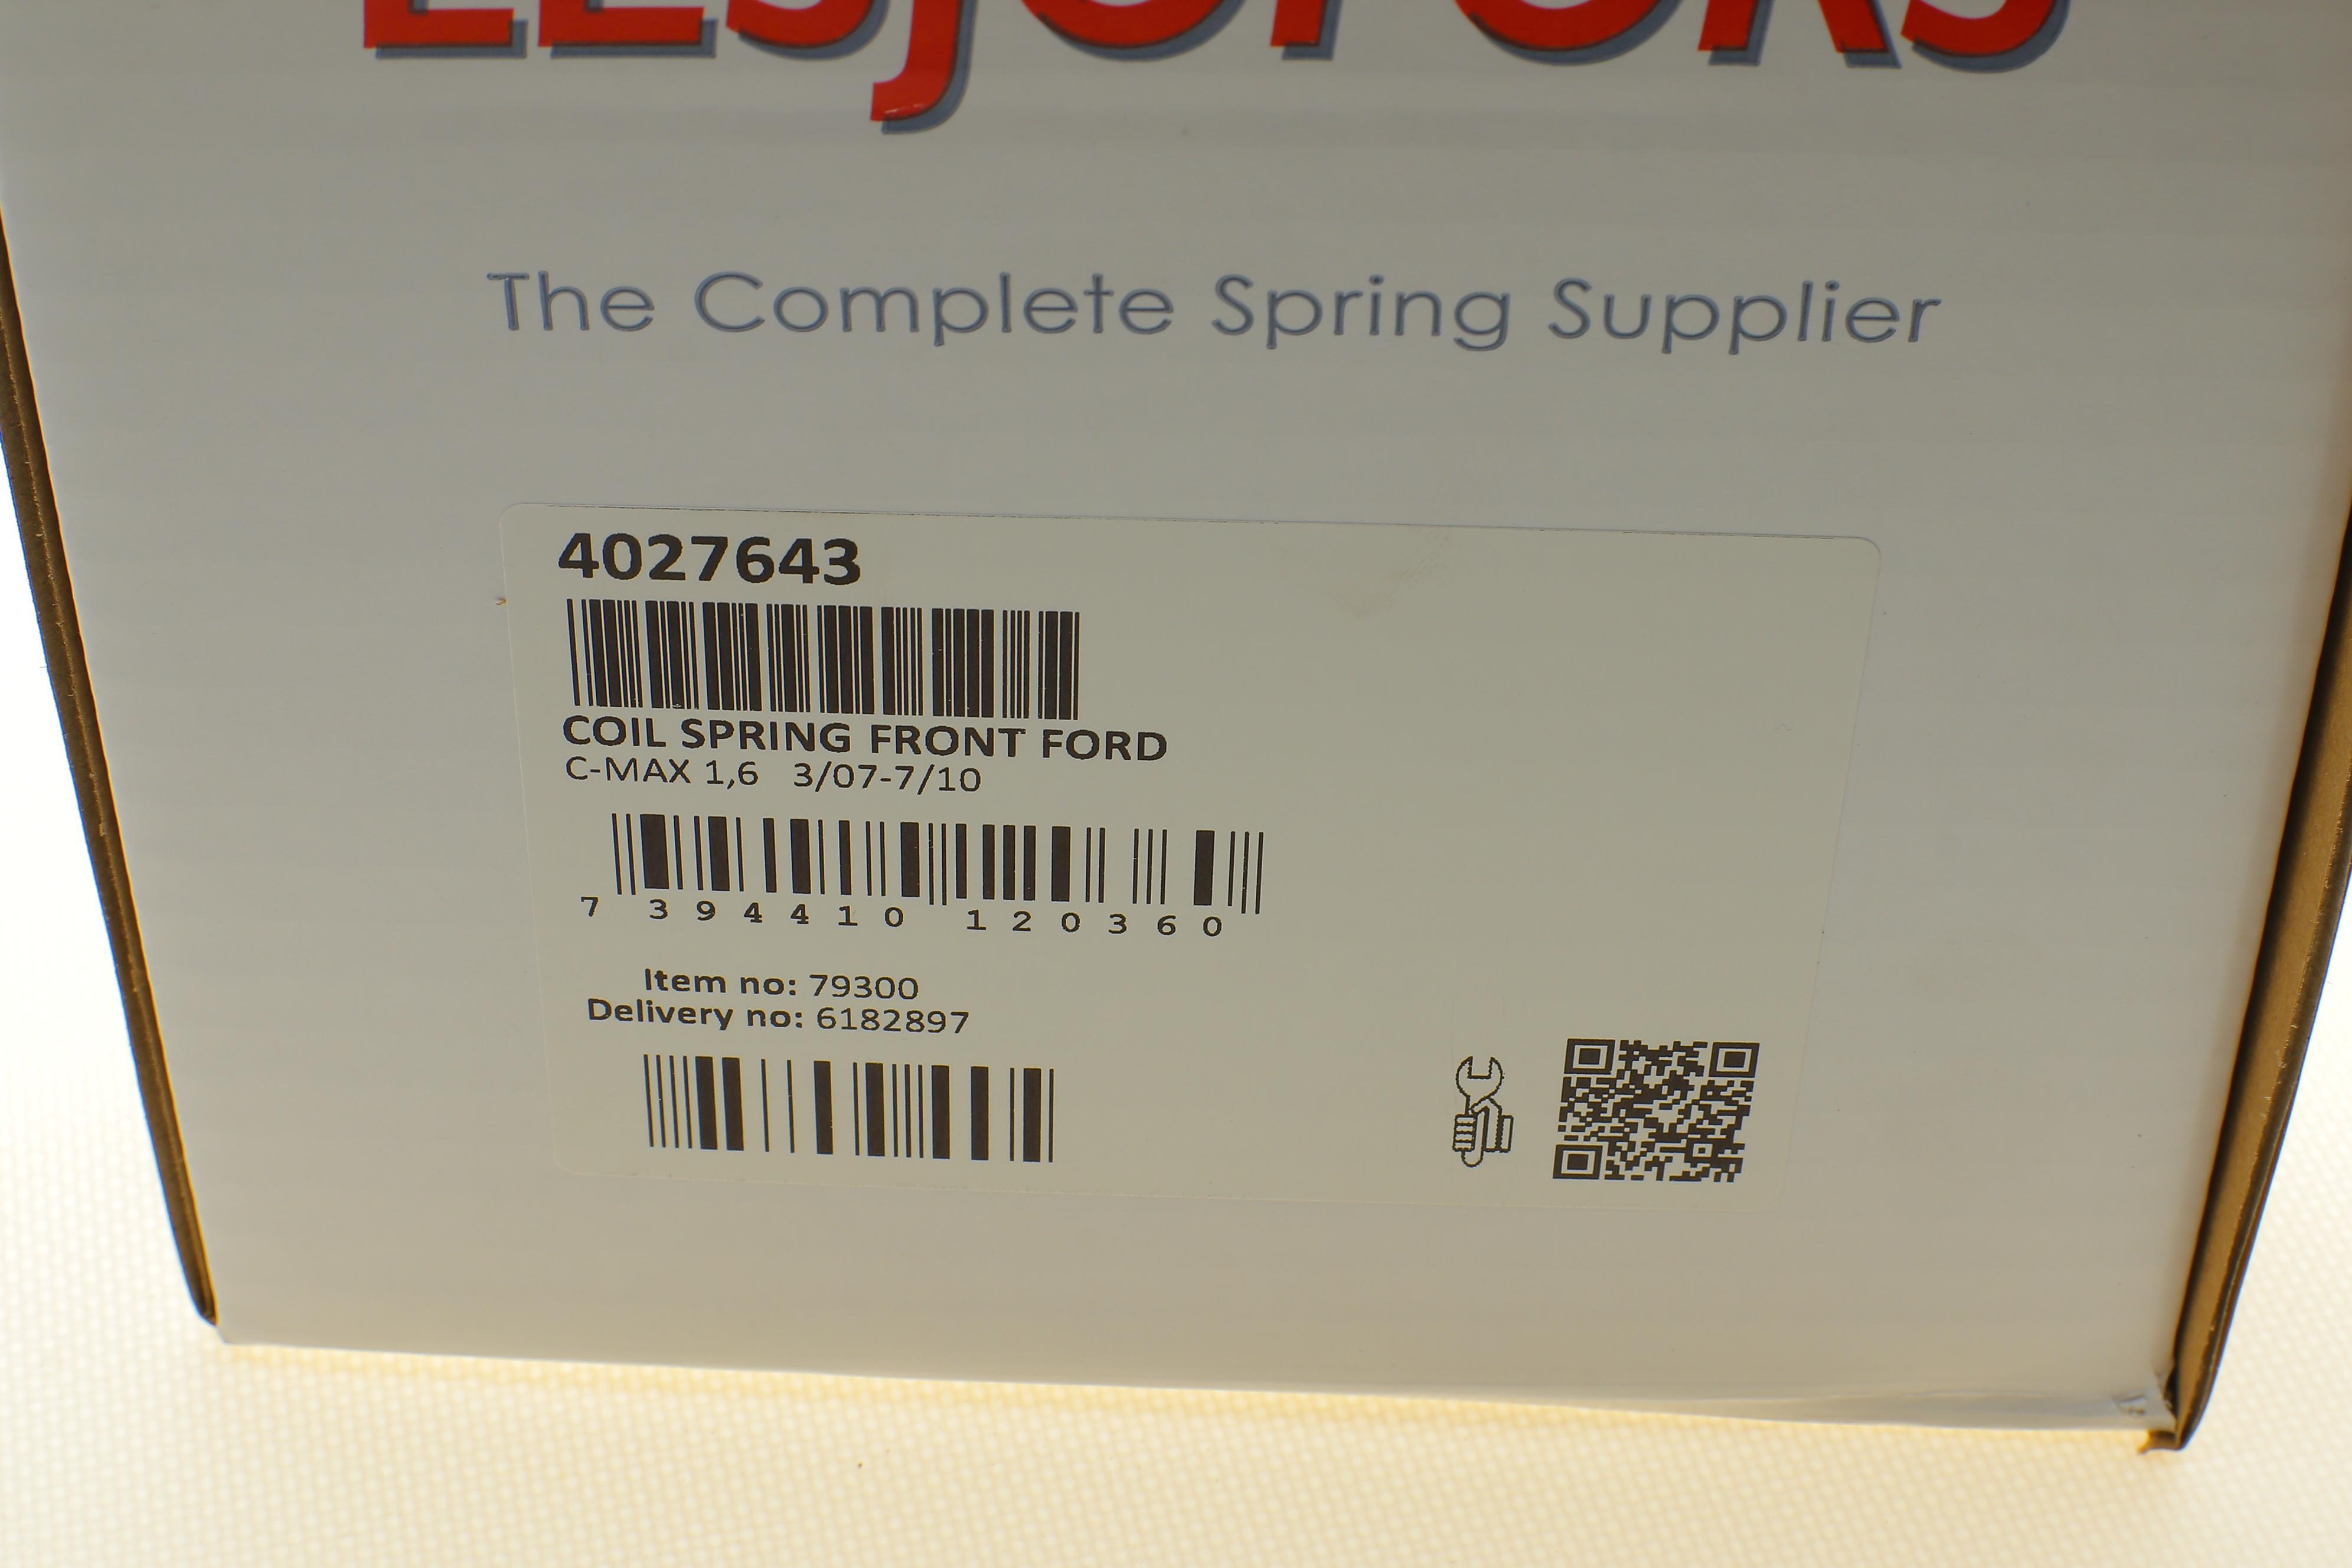 LESJÖFORS
The Complete Spring Supplier
4027643
COIL SPRING FRONT FORD
C-MAX 1,6 3/07-7/10
7 394410 120360
Item no: 79300
Delivery no: 6182897